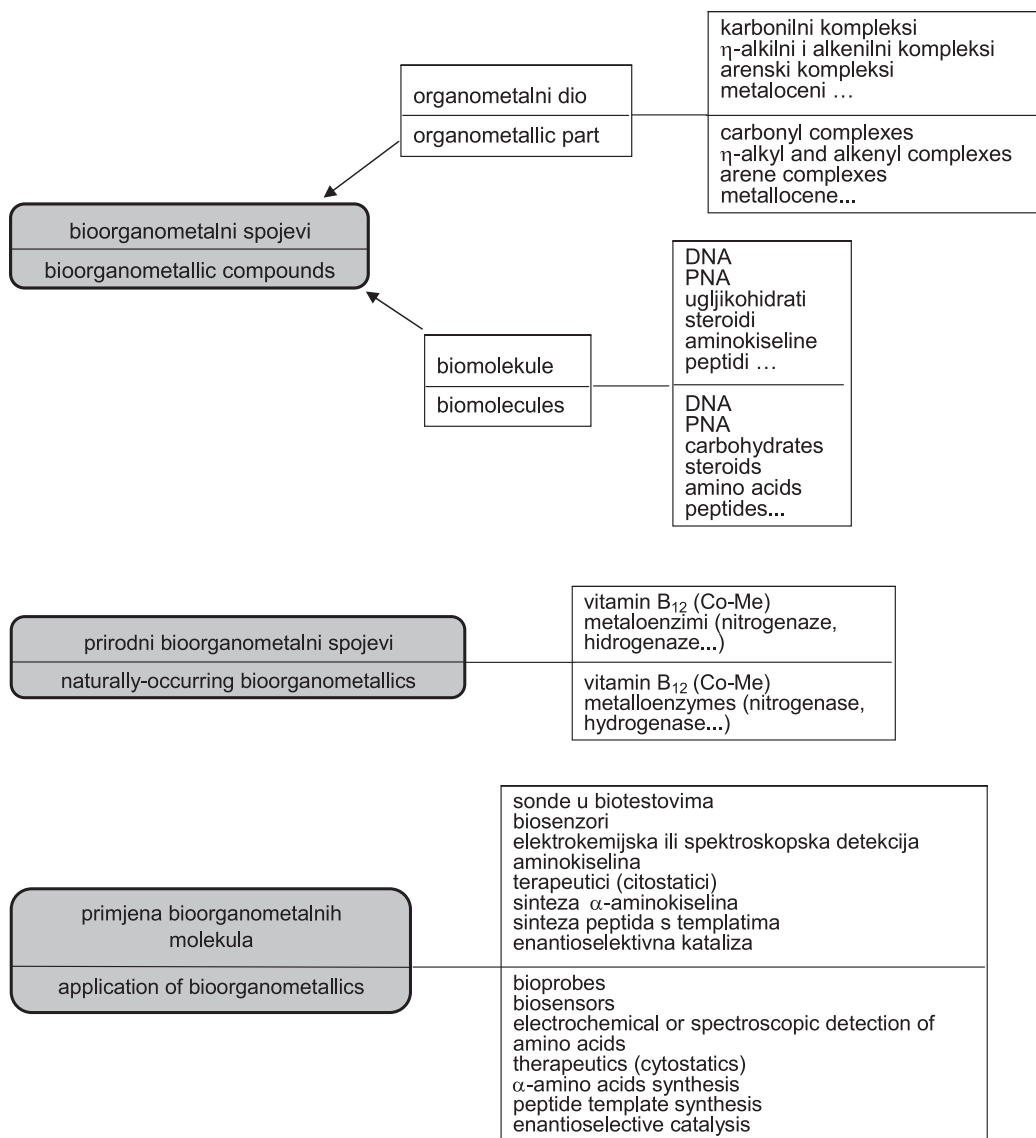 karbonilni kompleksi
η-alkilni i alkenilni kompleksi
arenski kompleksi
metaloceni …
carbonyl complexes
η-alkyl and alkenyl complexes
arene complexes
metallocene...
organometalni dio
organometallic part
bioorganometalni spojevi
bioorganometallic compounds
biomolekule
biomolecules
DNA
PNA
ugljikohidrati
steroidi
aminokiseline
peptidi …
DNA
PNA
carbohydrates
steroids
amino acids
peptides...
prirodni bioorganometalni spojevi
naturally-occurring bioorganometallics
vitamin B₁₂ (Co-Me)
metaloenzimi (nitrogenaze,
hidrogenaze...)
vitamin B₁₂ (Co-Me)
metalloenzymes (nitrogenase,
hydrogenase...)
primjena bioorganometalnih
molekula
application of bioorganometallics
sonde u biotestovima
biosenzori
elektrokemijska ili spektroskopska detekcija
aminokiselina
terapeutici (citostatici)
sinteza α-aminokiselina
sinteza peptida s templatima
enantioselektivna kataliza
bioprobes
biosensors
electrochemical or spectroscopic detection of
amino acids
therapeutics (cytostatics)
α-amino acids synthesis
peptide template synthesis
enantioselective catalysis